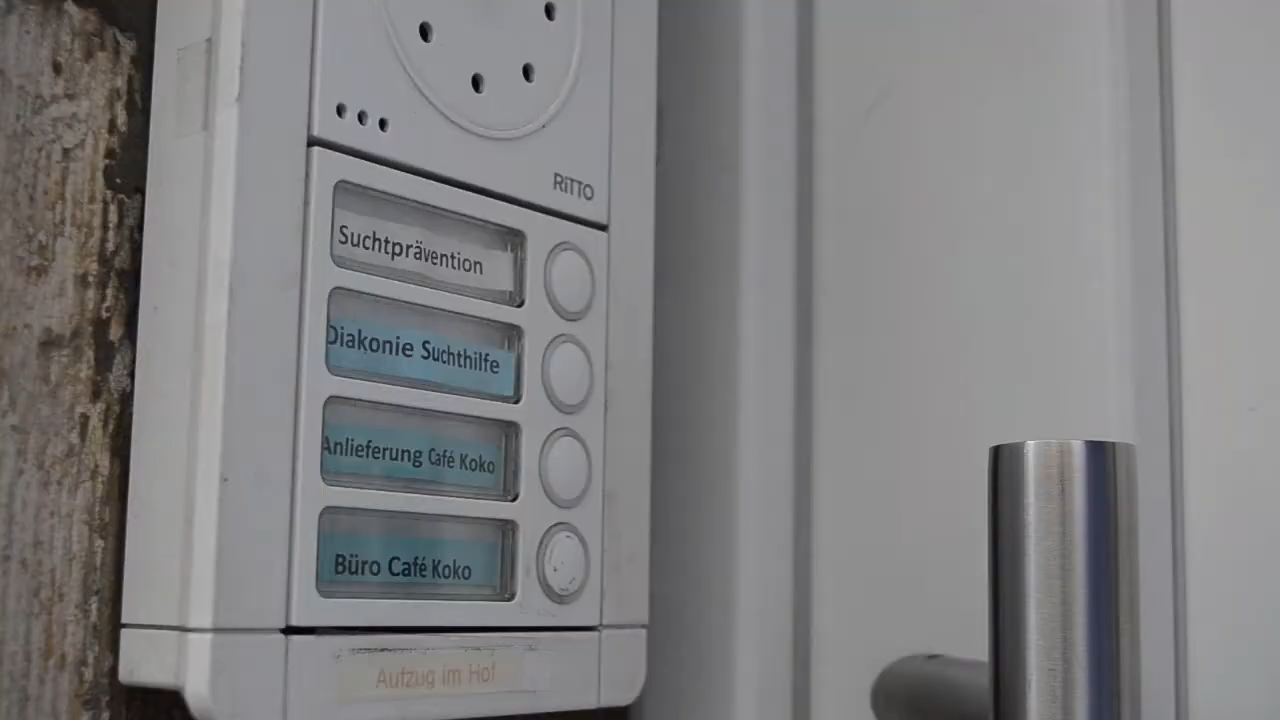 RiTTO
Suchtprävention
Diakonie Suchthilfe
Anlieferung Café Koko
Büro Café Koko
Aufzug im Hof